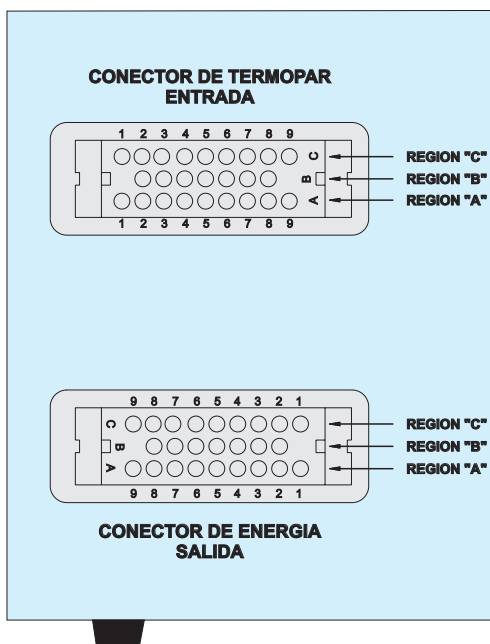 CONECTOR DE TERMOPAR
ENTRADA
1 2 3 4 5 6 7 8 9
C REGION "C"
B REGION "B"
A REGION "A"
1 2 3 4 5 6 7 8 9
9 8 7 6 5 4 3 2 1
C REGION "C"
B REGION "B"
A REGION "A"
9 8 7 6 5 4 3 2 1
CONECTOR DE ENERGIA
SALIDA